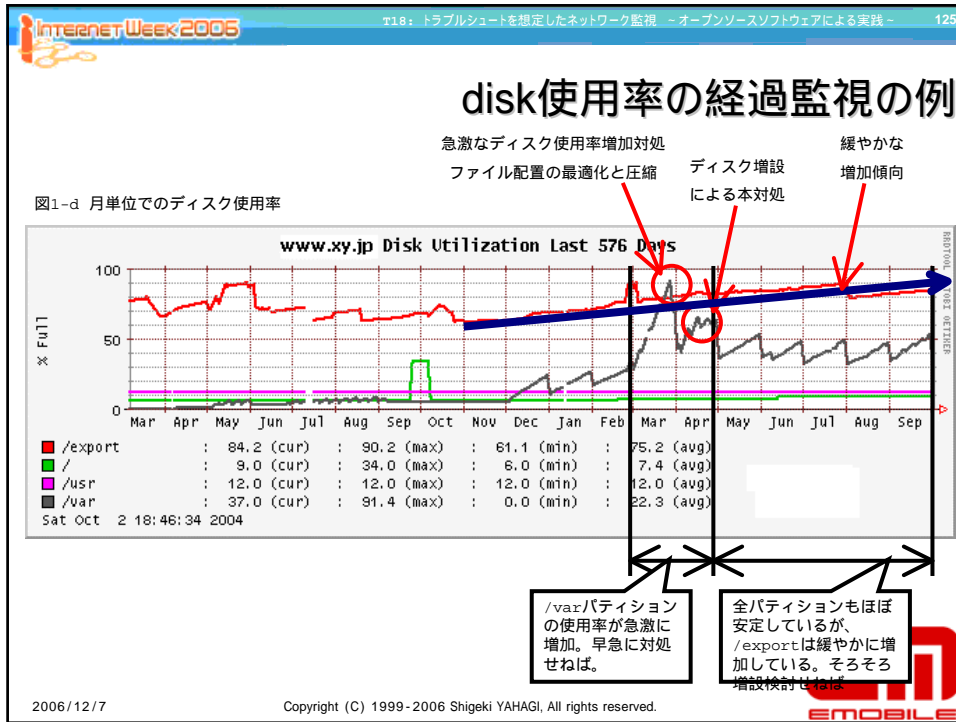 INTERNET WEEK 2006
T18: トラブルシュートを想定したネットワーク監視 ~オープンソースソフトウェアによる実践~ 125
disk使用率の経過監視の例
急激なディスク使用率増加対処
ファイル配置の最適化と圧縮
ディスク増設
による本対処
緩やかな
増加傾向
図1-d 月単位でのディスク使用率
www.xy.jp Disk Utilization Last 576 Days
% Full
100
50
0
Mar Apr May Jun Jul Aug Sep Oct Nov Dec Jan Feb Mar Apr May Jun Jul Aug Sep
/export : 84.2 (cur) : 90.2 (max) : 61.1 (min) : 75.2 (avg)
/ : 9.0 (cur) : 34.0 (max) : 6.0 (min) : 7.4 (avg)
/usr : 12.0 (cur) : 12.0 (max) : 12.0 (min) : 12.0 (avg)
/var : 37.0 (cur) : 91.4 (max) : 0.0 (min) : 22.3 (avg)
Sat Oct 2 18:46:34 2004
RRDTOOL TOBI OETIKER
/varパティション
の使用率が急激に
増加。早急に対処
せねば。
全パティションもほぼ
安定しているが、
/exportは緩やかに増
加している。そろそろ
増設検討せねば
2006/12/7
Copyright (C) 1999-2006 Shigeki YAHAGI, All rights reserved.
EMOBILE